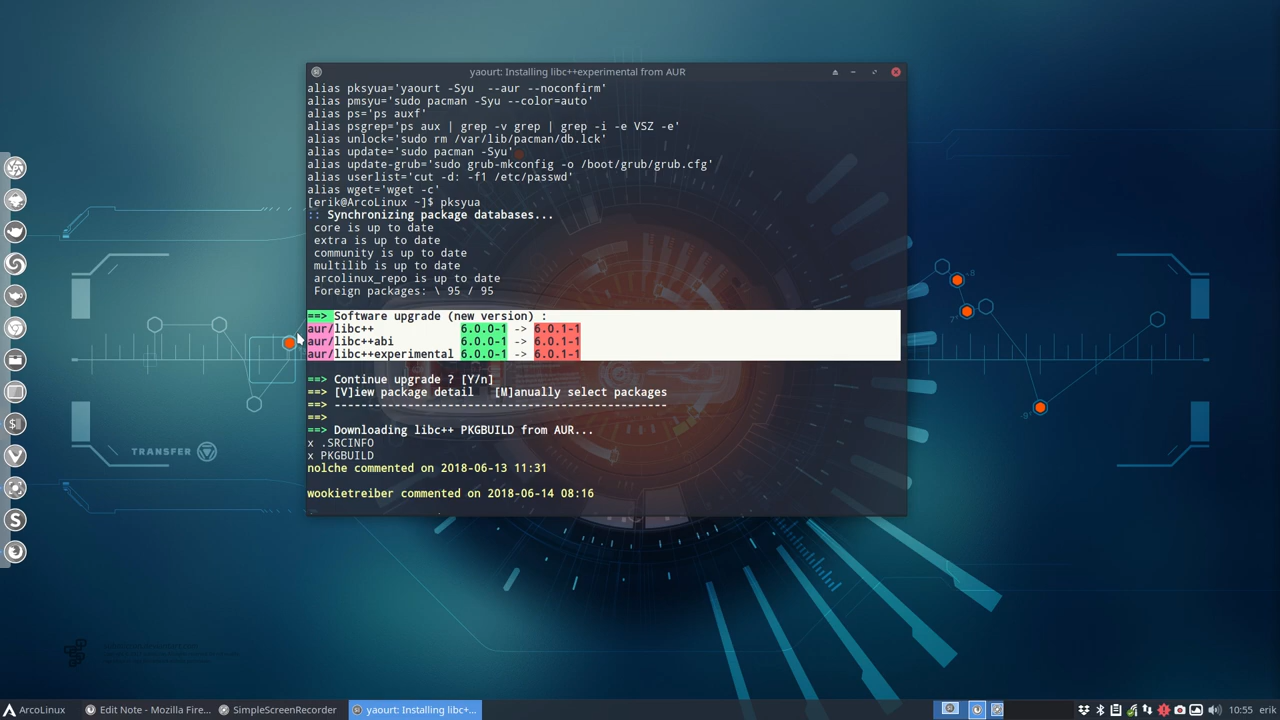 yaourt: Installing libc++experimental from AUR
alias pksyua='yaourt -Syu  --aur --noconfirm'
alias pmsyu='sudo pacman -Syu --color=auto'
alias ps='ps auxf'
alias psgrep='ps aux | grep -v grep | grep -i -e VSZ -e'
alias unlock='sudo rm /var/lib/pacman/db.lck'
alias update='sudo pacman -Syu'
alias update-grub='sudo grub-mkconfig -o /boot/grub/grub.cfg'
alias userlist='cut -d: -f1 /etc/passwd'
alias wget='wget -c'
[erik@ArcoLinux ~]$ pksyua
:: Synchronizing package databases...
core is up to date
extra is up to date
community is up to date
multilib is up to date
arcolinux_repo is up to date
Foreign packages: \ 95 / 95
==> Software upgrade (new version) :
aur/libc++ 6.0.0-1 -> 6.0.1-1
aur/libc++abi 6.0.0-1 -> 6.0.1-1
aur/libc++experimental 6.0.0-1 -> 6.0.1-1
==> Continue upgrade ? [Y/n]
==> [V]iew package detail   [M]anually select packages
==> --------------------------------------------------
==>
==> Downloading libc++ PKGBUILD from AUR...
x .SRCINFO
x PKGBUILD
nolche commented on 2018-06-13 11:31
wookietreiber commented on 2018-06-14 08:16
TRANSFER
ArcoLinux
Edit Note - Mozilla Fire...
SimpleScreenRecorder
yaourt: Installing libc+...
10:55
erik